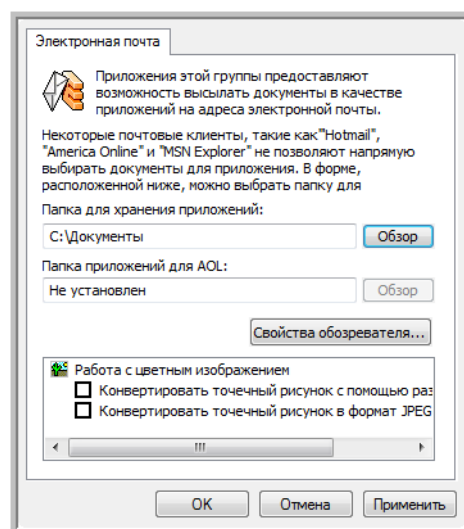 Электронная почта
Приложения этой группы предоставляют
возможность высылать документы в качестве
приложений на адреса электронной почты.
Некоторые почтовые клиенты, такие как"Hotmail",
"America Online" и "MSN Explorer" не позволяют напрямую
выбирать документы для приложения. В форме,
расположенной ниже, можно выбрать папку для
Папка для хранения приложений:
C:\Документы
Обзор
Папка приложений для AOL:
Не установлен
Обзор
Свойства обозревателя...
Работа с цветным изображением
Конвертировать точечный рисунок с помощью раз
Конвертировать точечный рисунок в формат JPEG
OK
Отмена
Применить